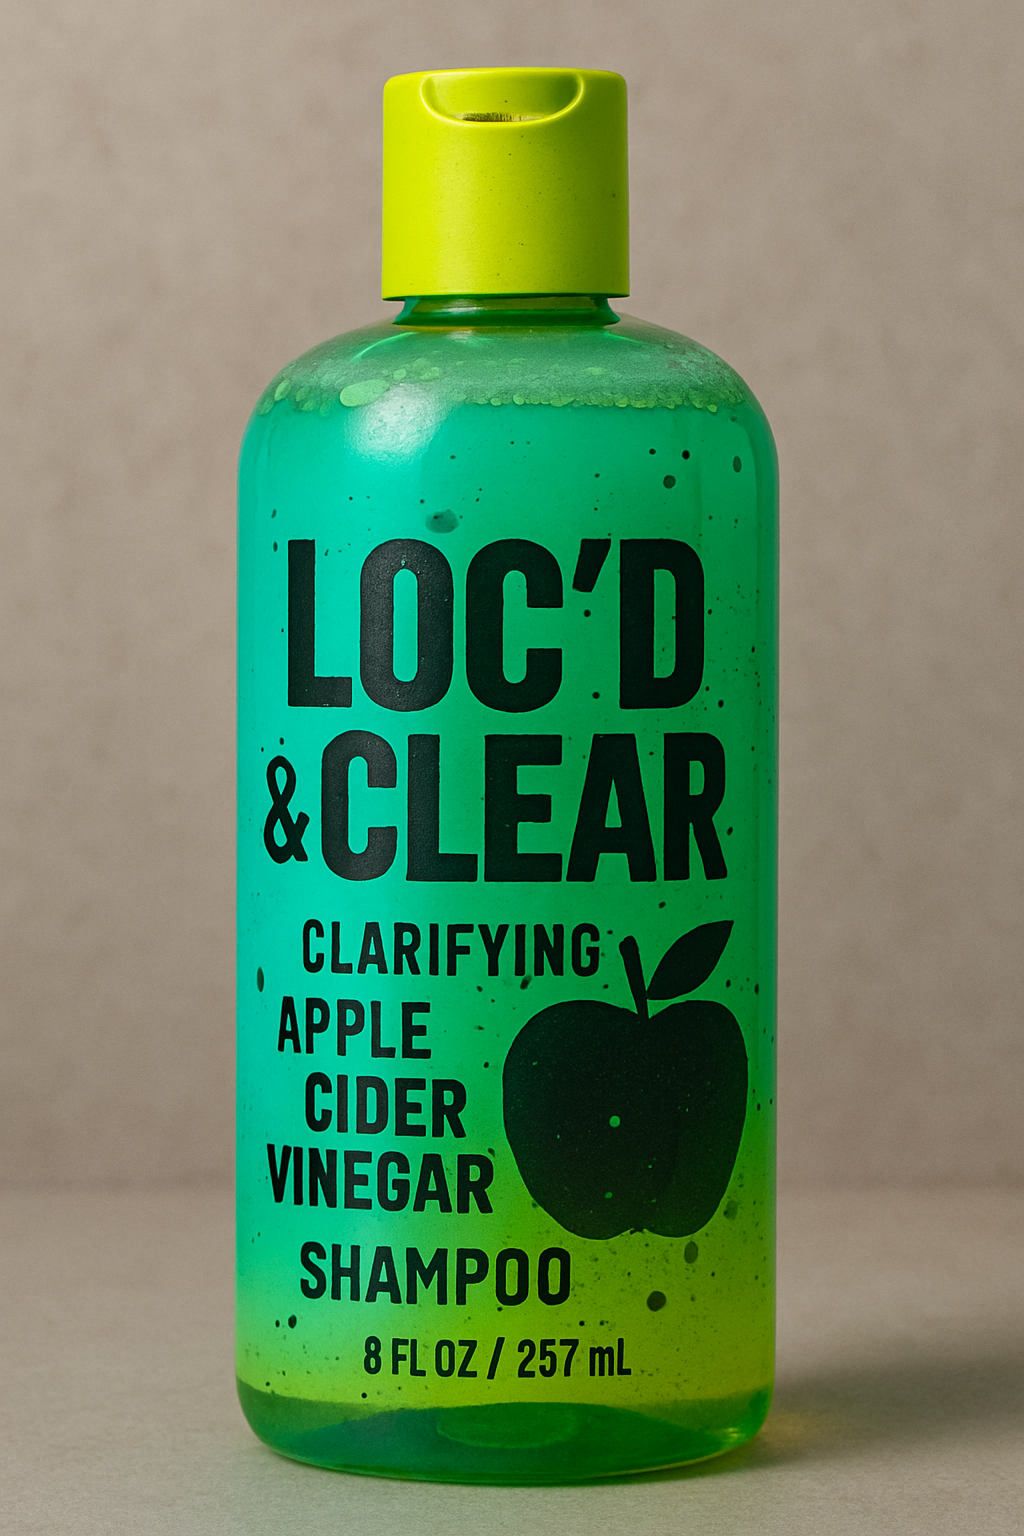 LOC'D
& CLEAR
CLARIFYING
APPLE
CIDER
VINEGAR
SHAMPOO
8 FL OZ / 257 mL